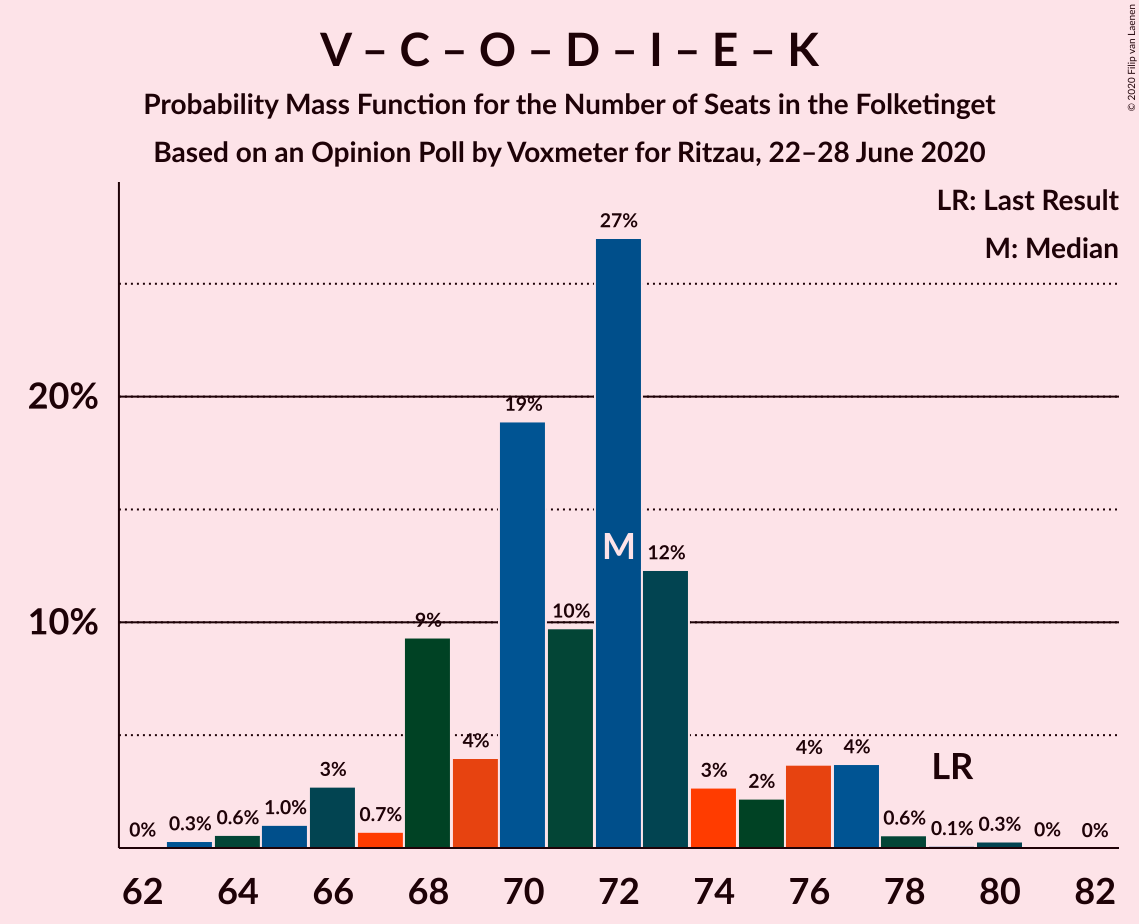 V – C – O – D – I – E – K
Probability Mass Function for the Number of Seats in the Folketinget
Based on an Opinion Poll by Voxmeter for Ritzau, 22–28 June 2020
© 2020 Filip van Laenen
LR: Last Result
M: Median
20%
10%
0%
0.3%
0.6%
1.0%
3%
0.7%
9%
4%
19%
10%
27%
M
12%
3%
2%
4%
4%
0.6%
LR
0.1%
0.3%
0%
0%
62 64 66 68 70 72 74 76 78 80 82